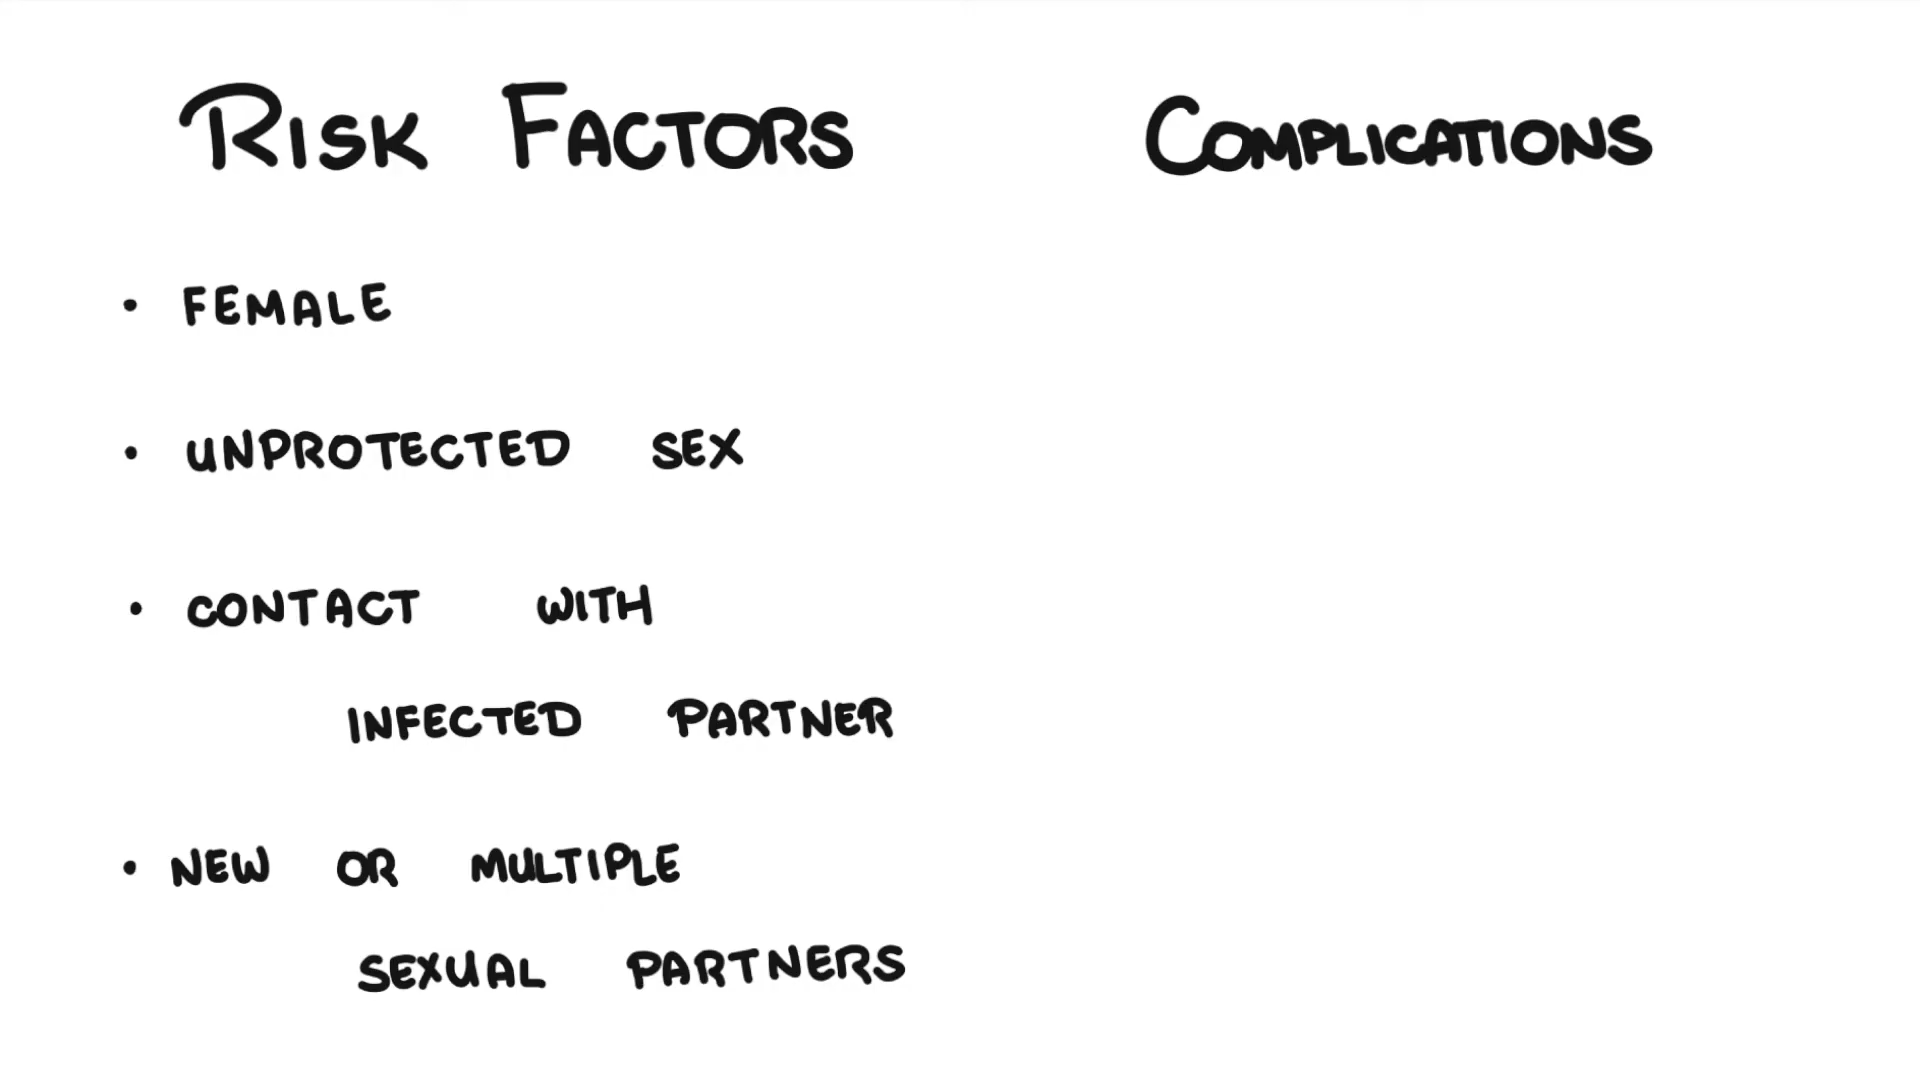 Risk Factors
Complications
• FEMALE
• UNPROTECTED SEX
• CONTACT WITH
INFECTED PARTNER
• NEW OR MULTIPLE
SEXUAL PARTNERS